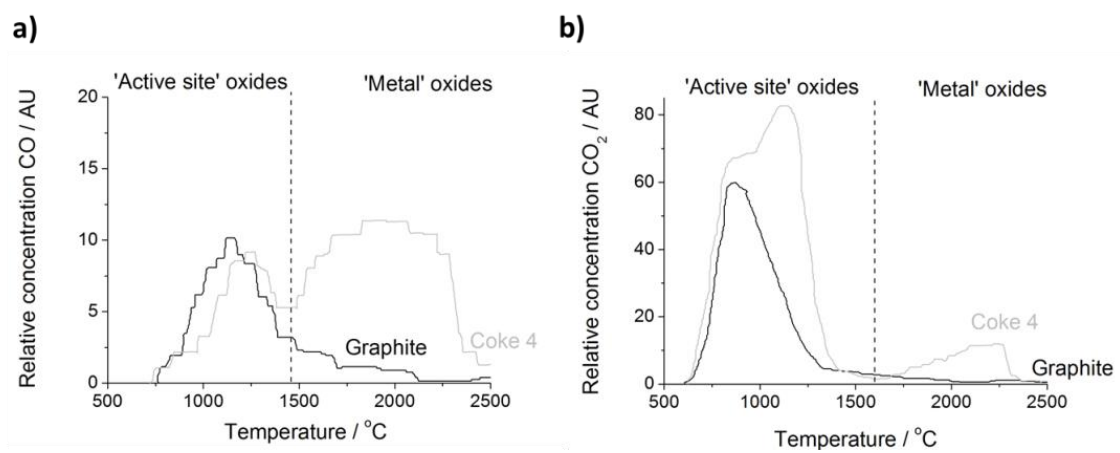 a)
'Active site' oxides 'Metal' oxides
Relative concentration CO / AU
20
15
10
5
0
Coke 4
Graphite
500 1000 1500 2000 2500
Temperature / °C
b)
'Active site' oxides 'Metal' oxides
Relative concentration CO₂ / AU
80
60
40
20
0
Coke 4
Graphite
500 1000 1500 2000 2500
Temperature / °C